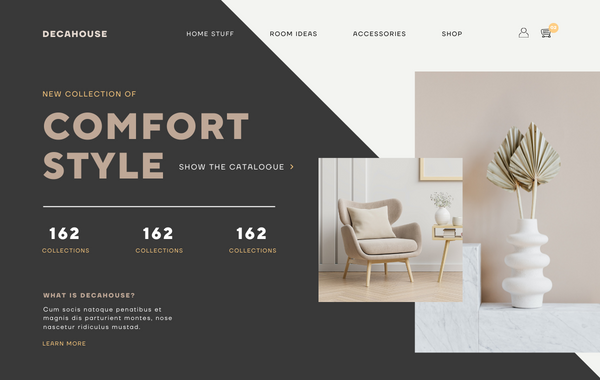 DECAHOUSE
HOME STUFF
ROOM IDEAS
ACCESSORIES
SHOP
NEW COLLECTION OF
COMFORT
STYLE
SHOW THE CATALOGUE >
162 162 162
COLLECTIONS COLLECTIONS COLLECTIONS
WHAT IS DECAHOUSE?
Cum socis natoque penatibus et
magnis dis parturient montes, nose
nascetur ridiculus mustad.
LEARN MORE